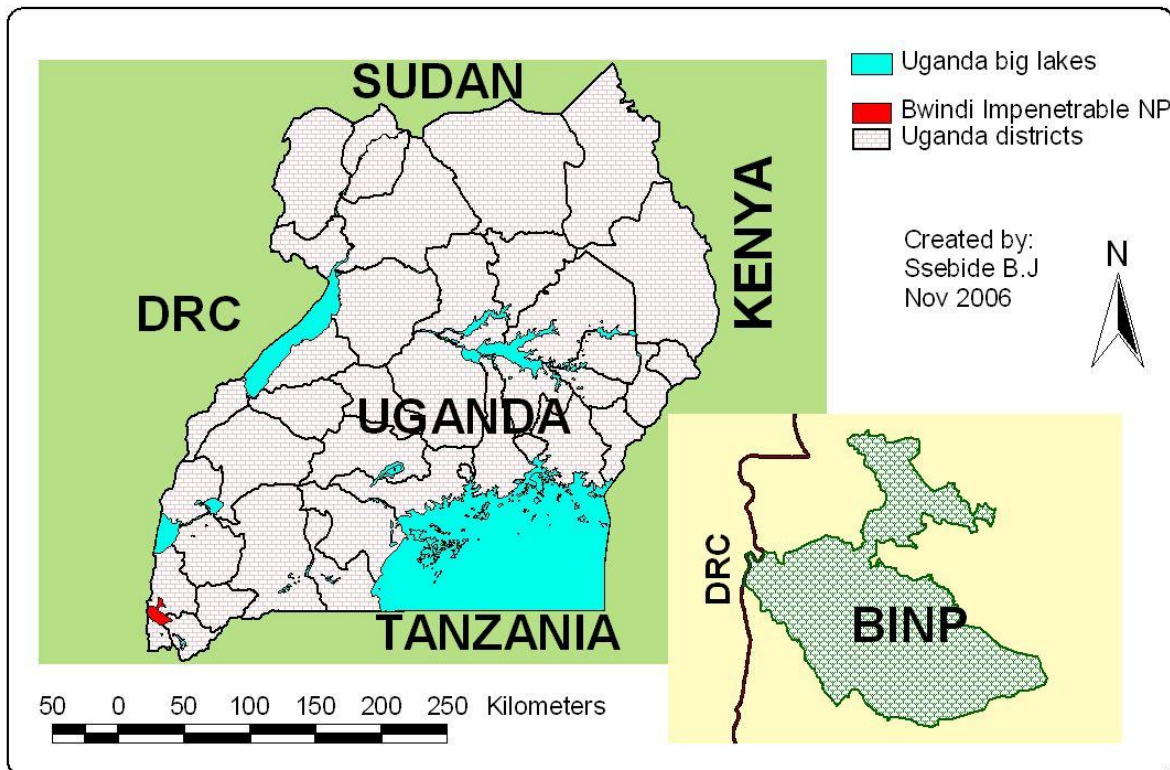 SUDAN
KENYA
DRC
UGANDA
TANZANIA
Uganda big lakes
Bwindi Impenetrable NP
Uganda districts
Created by:
Ssebide B.J
Nov 2006
N
DRC
BINP
50 0 50 100 150 200 250 Kilometers